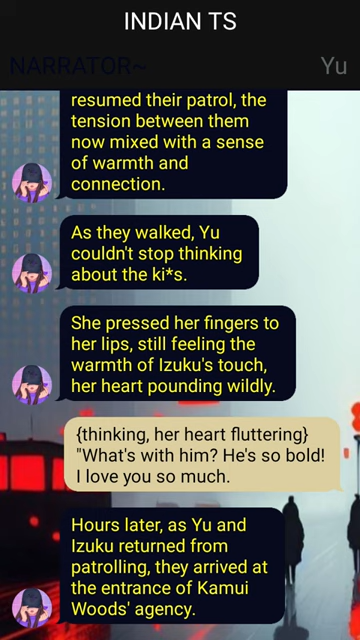 INDIAN TS
NARRATOR~
Yu
resumed their patrol, the
tension between them
now mixed with a sense
of warmth and
connection.
As they walked, Yu
couldn't stop thinking
about the ki*s.
She pressed her fingers to
her lips, still feeling the
warmth of Izuku's touch,
her heart pounding wildly.
{thinking, her heart fluttering}
"What's with him? He's so bold!
I love you so much.
Hours later, as Yu and
Izuku returned from
patrolling, they arrived at
the entrance of Kamui
Woods' agency.